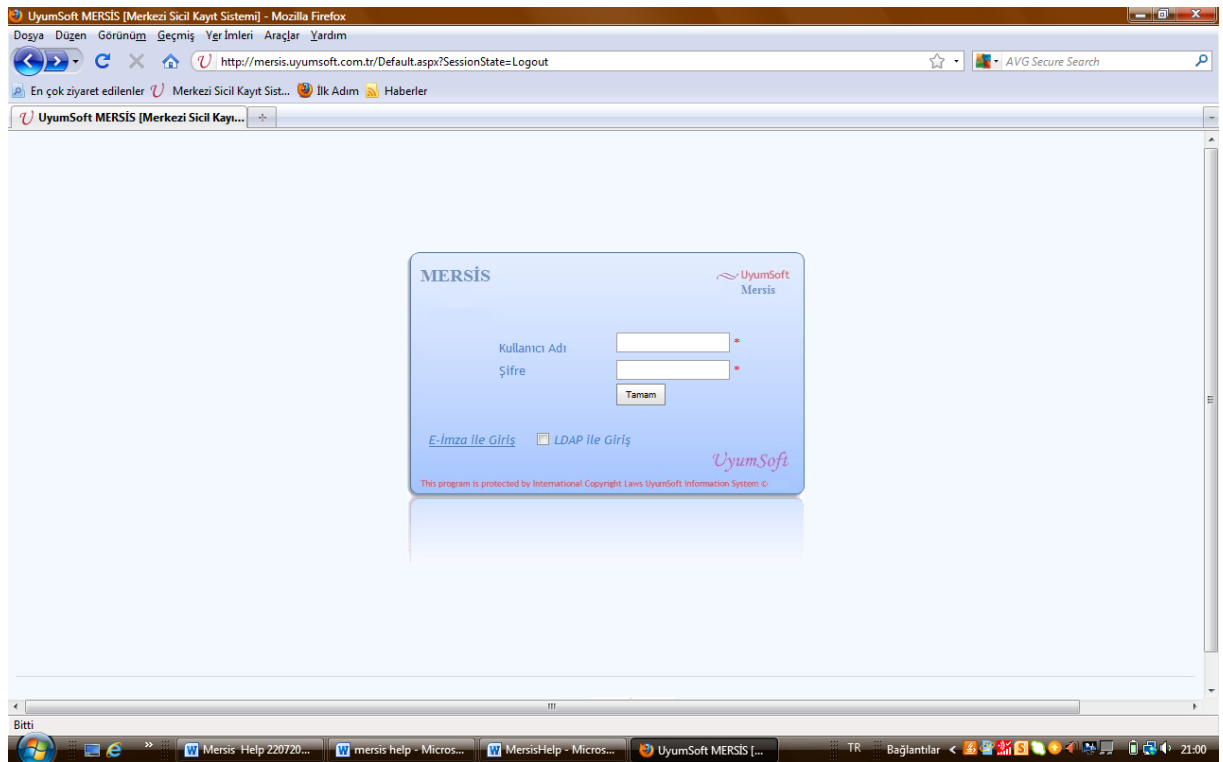 UyumSoft MERSİS [Merkezi Sicil Kayıt Sistemi] - Mozilla Firefox
Dosya Düzen Görünüm Geçmiş Yer İmleri Araçlar Yardım
http://mersis.uyumsoft.com.tr/Default.aspx?SessionState=Logout
AVG Secure Search
En çok ziyaret edilenler Merkezi Sicil Kayıt Sist... İlk Adım Haberler
UyumSoft MERSİS [Merkezi Sicil Kayı...
MERSİS
UyumSoft
Mersis
Kullanıcı Adı *
Şifre *
Tamam
E-İmza ile Giriş LDAP ile Giriş
UyumSoft
This program is protected by International Copyright Laws UyumSoft Information System ©
Bitti
Mersis Help 220720... mersis help - Micros... MersisHelp - Micros... UyumSoft MERSİS [... TR Bağlantılar 21:00